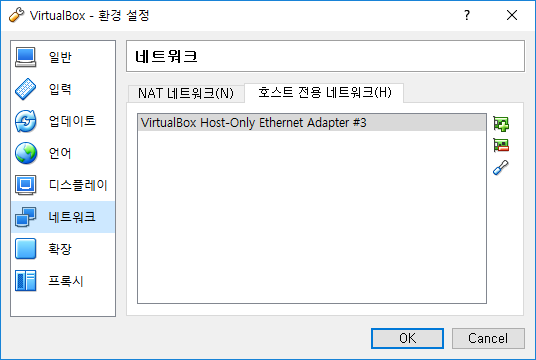 VirtualBox - 환경 설정
일반
입력
업데이트
언어
디스플레이
네트워크
확장
프록시
네트워크
NAT 네트워크(N)
호스트 전용 네트워크(H)
VirtualBox Host-Only Ethernet Adapter #3
OK
Cancel